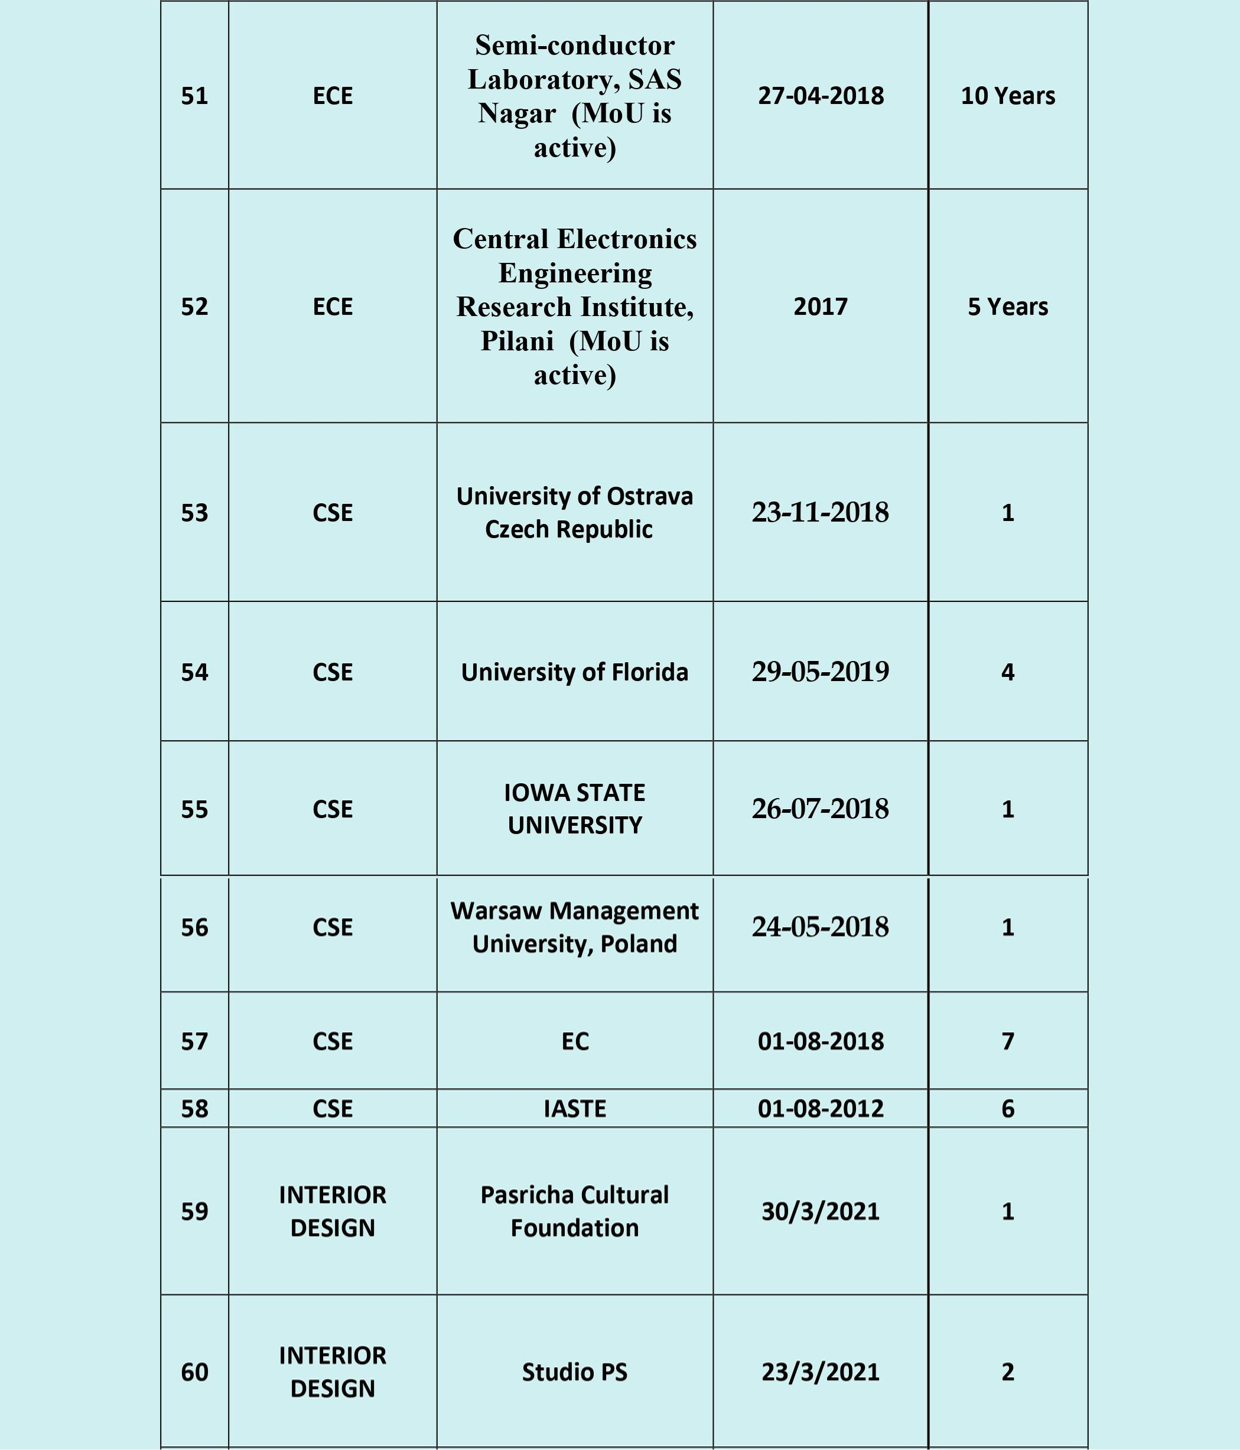 51 ECE Semi-conductor
Laboratory, SAS
Nagar (MoU is
active) 27-04-2018 10 Years
52 ECE Central Electronics
Engineering
Research Institute,
Pilani (MoU is
active) 2017 5 Years
53 CSE University of Ostrava
Czech Republic 23-11-2018 1
54 CSE University of Florida 29-05-2019 4
55 CSE IOWA STATE
UNIVERSITY 26-07-2018 1
56 CSE Warsaw Management
University, Poland 24-05-2018 1
57 CSE EC 01-08-2018 7
58 CSE IASTE 01-08-2012 6
59 INTERIOR
DESIGN Pasricha Cultural
Foundation 30/3/2021 1
60 INTERIOR
DESIGN Studio PS 23/3/2021 2